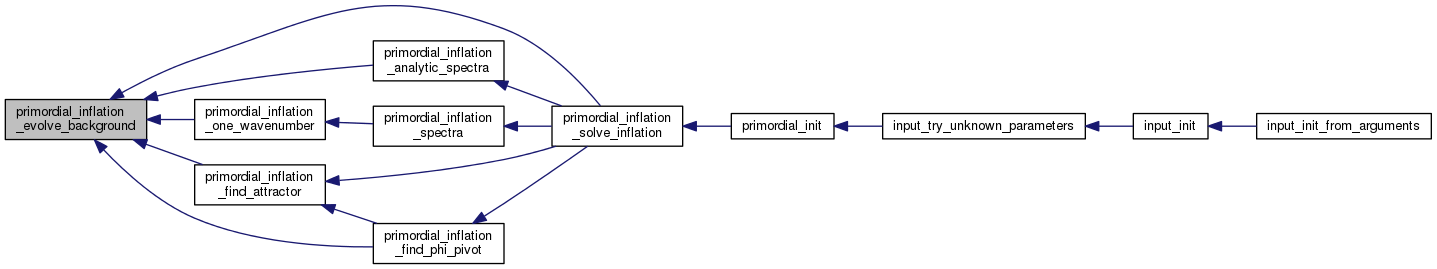 primordial_inflation
_evolve_background
primordial_inflation
_analytic_spectra
primordial_inflation
_one_wavenumber
primordial_inflation
_spectra
primordial_inflation
_find_attractor
primordial_inflation
_find_phi_pivot
primordial_inflation
_solve_inflation
primordial_init
input_try_unknown_parameters
input_init
input_init_from_arguments